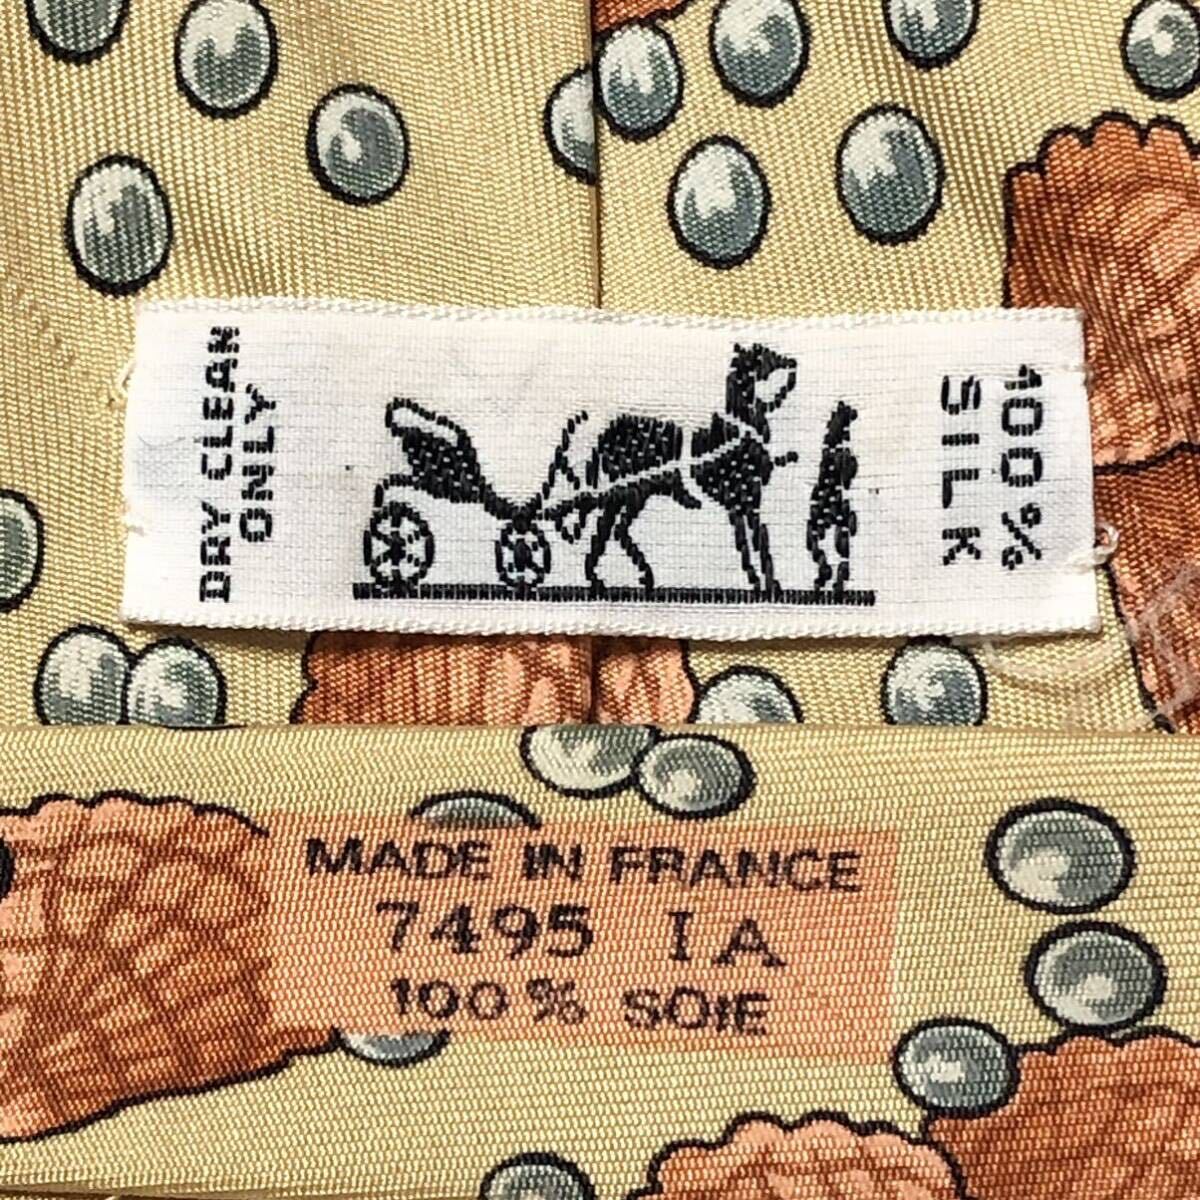 DRY CLEAN
ONLY
100%
SILK
MADE IN FRANCE
7495 IA
100% SOIE